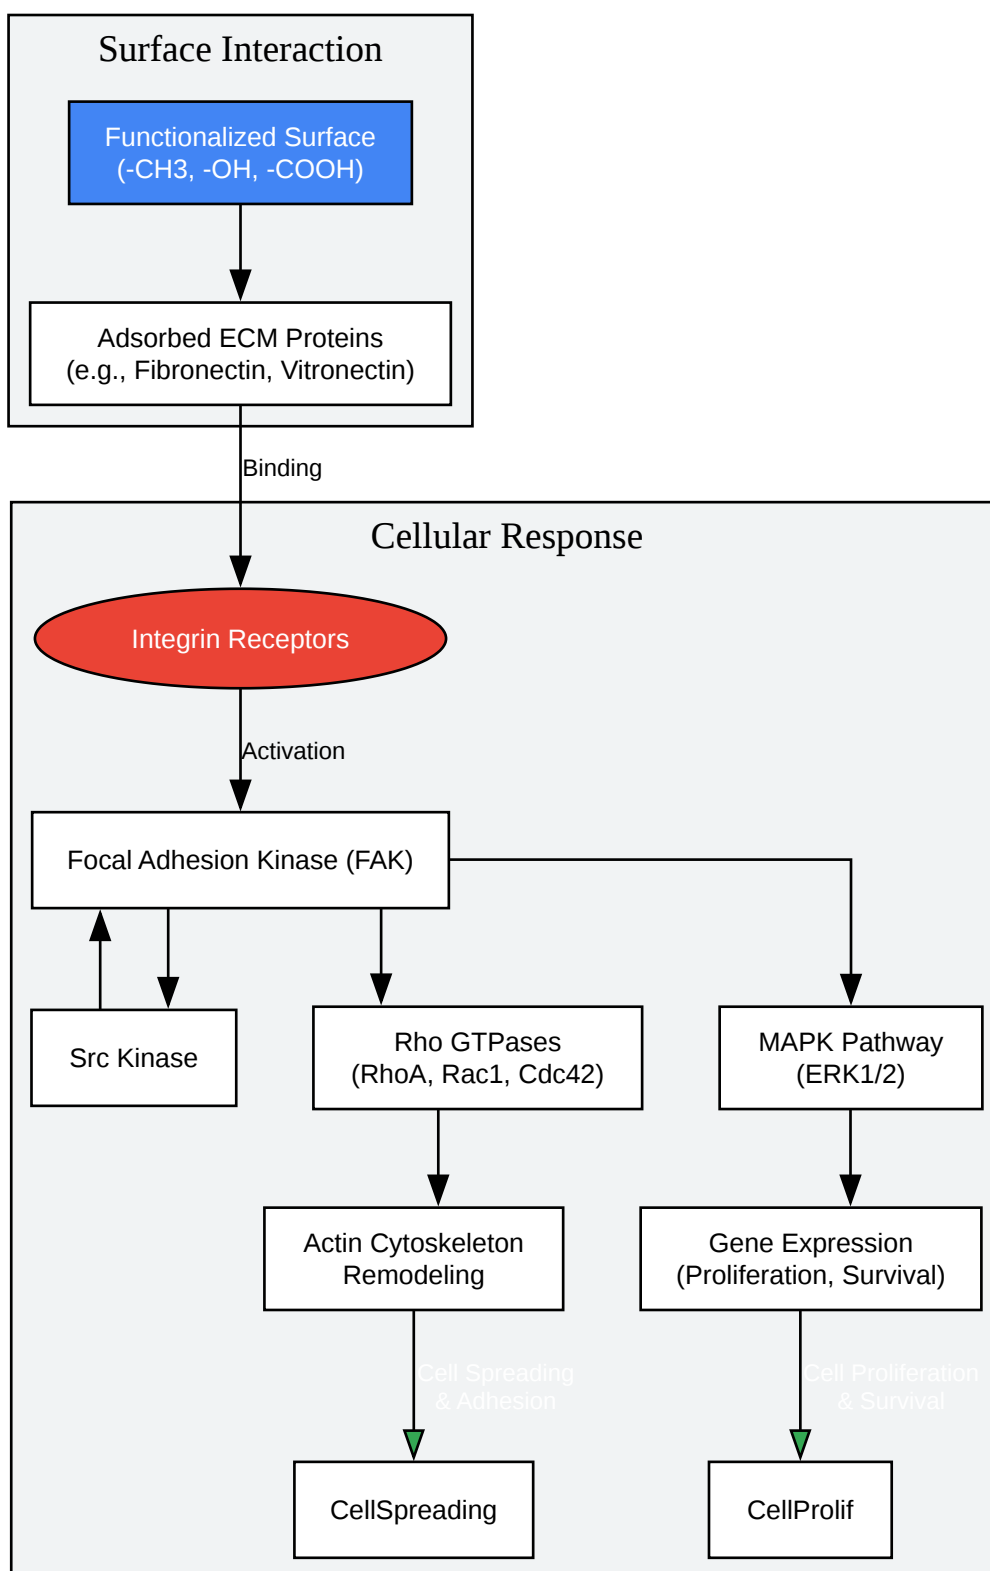 Surface Interaction
Functionalized Surface
(-CH3, -OH, -COOH)
Adsorbed ECM Proteins
(e.g., Fibronectin, Vitronectin)
Binding
Cellular Response
Integrin Receptors
Activation
Focal Adhesion Kinase (FAK)
Src Kinase
Rho GTPases
(RhoA, Rac1, Cdc42)
MAPK Pathway
(ERK1/2)
Actin Cytoskeleton
Remodeling
Gene Expression
(Proliferation, Survival)
Cell Spreading
& Adhesion
Cell Proliferation
& Survival
CellSpreading
CellProlif